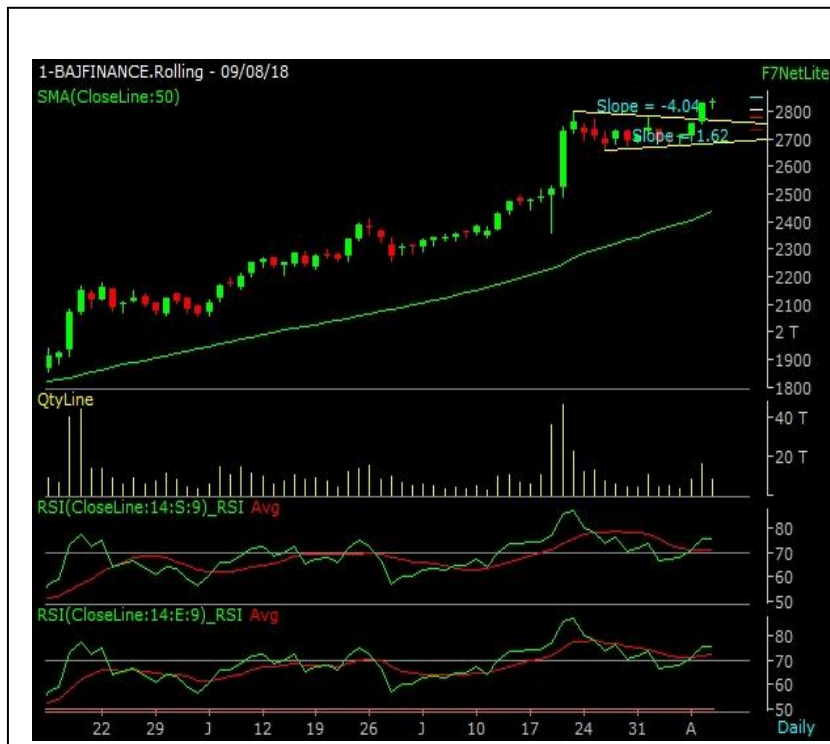 1-BAJFINANCE.Rolling - 09/08/18
F7NetLite
SMA(CloseLine:50)
Slope = -4.04
Slope = 1.62
2800
2700
2600
2500
2400
2300
2200
2100
2 T
1900
1800
QtyLine
40 T
20 T
RSI(CloseLine:14:S:9)_RSI Avg
80
70
60
50
RSI(CloseLine:14:E:9)_RSI Avg
80
70
60
50
22 29 J 12 19 26 J 10 17 24 31 A Daily